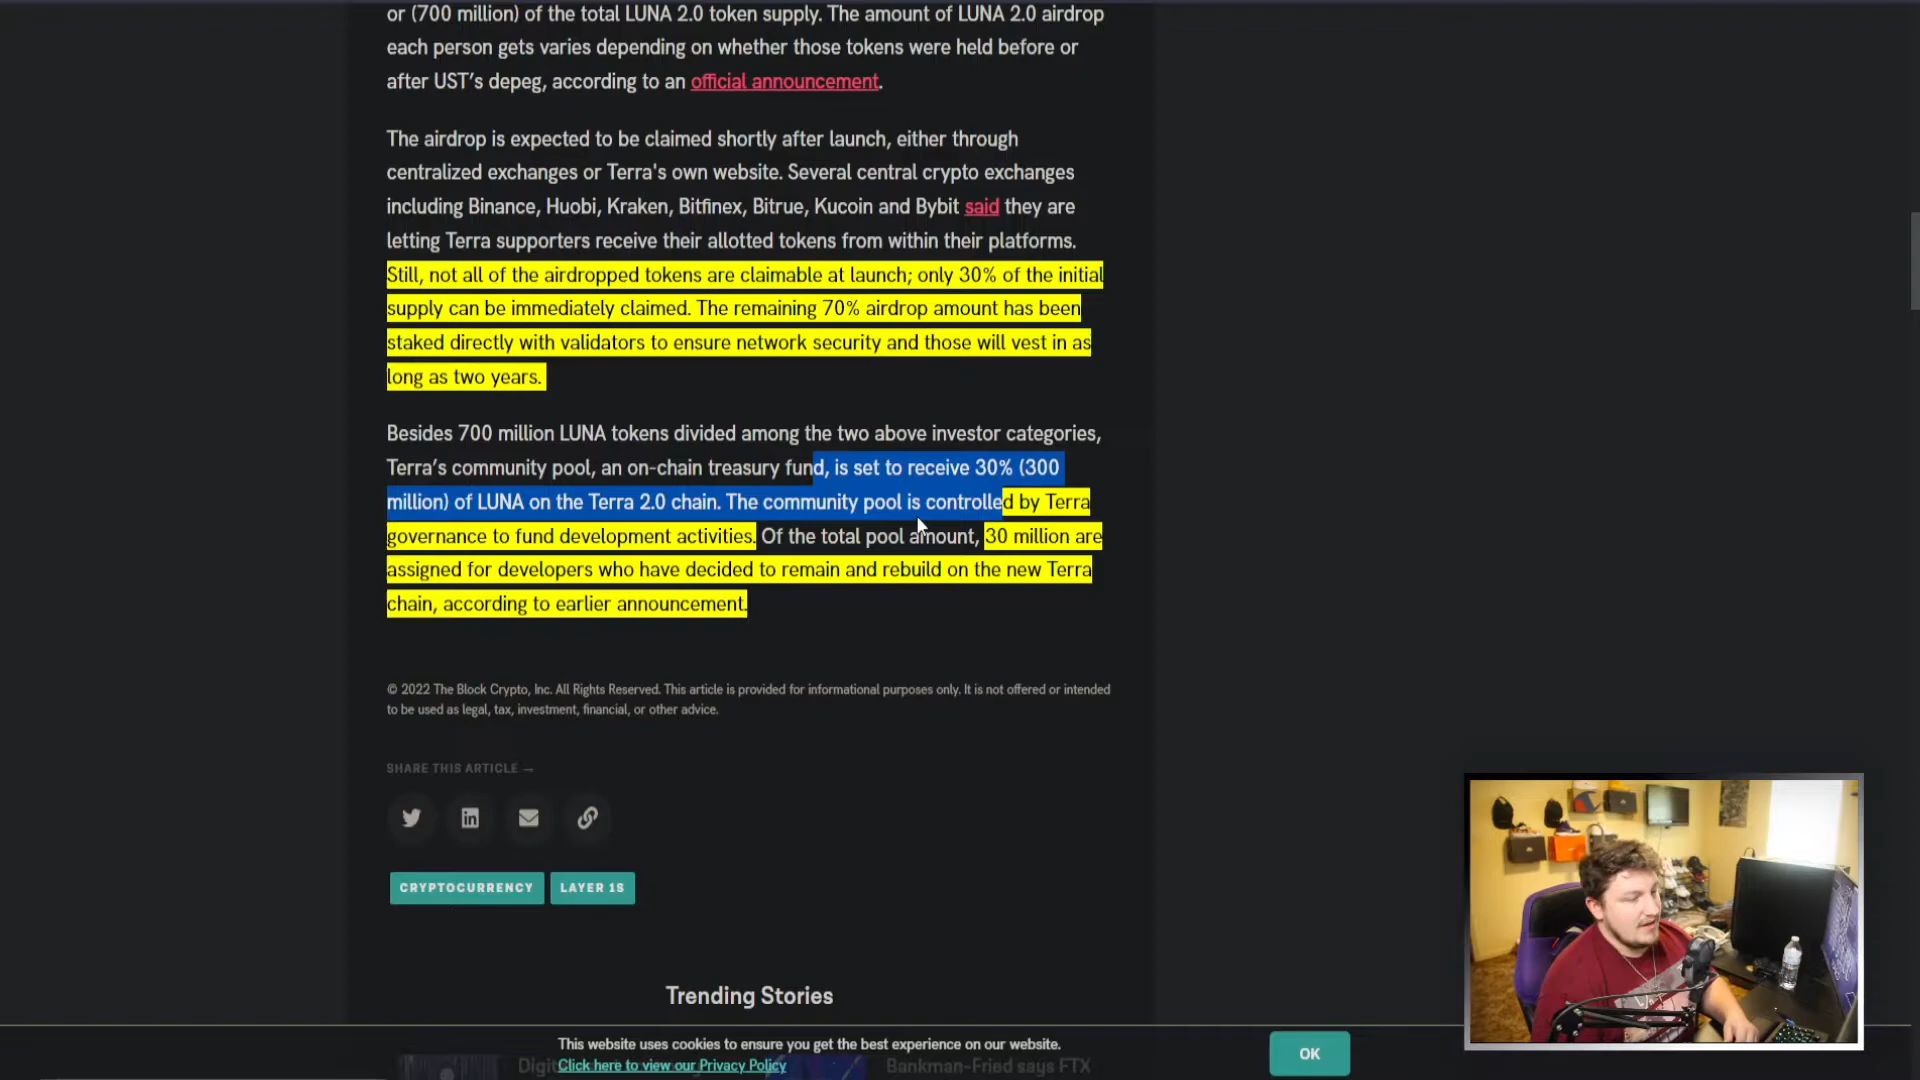 or (700 million) of the total LUNA 2.0 token supply. The amount of LUNA 2.0 airdrop
each person gets varies depending on whether those tokens were held before or
after UST's depeg, according to an official announcement.
The airdrop is expected to be claimed shortly after launch, either through
centralized exchanges or Terra's own website. Several central crypto exchanges
including Binance, Huobi, Kraken, Bitfinex, Bitrue, Kucoin and Bybit said they are
letting Terra supporters receive their allotted tokens from within their platforms.
Still, not all of the airdropped tokens are claimable at launch; only 30% of the initial
supply can be immediately claimed. The remaining 70% airdrop amount has been
staked directly with validators to ensure network security and those will vest in as
long as two years.
Besides 700 million LUNA tokens divided among the two above investor categories,
Terra's community pool, an on-chain treasury fund, is set to receive 30% (300
million) of LUNA on the Terra 2.0 chain. The community pool is controlled by Terra
governance to fund development activities. Of the total pool amount, 30 million are
assigned for developers who have decided to remain and rebuild on the new Terra
chain, according to earlier announcement.
© 2022 The Block Crypto, Inc. All Rights Reserved. This article is provided for informational purposes only. It is not offered or intended
to be used as legal, tax, investment, financial, or other advice.
SHARE THIS ARTICLE →
CRYPTOCURRENCY LAYER 1S
Trending Stories
This website uses cookies to ensure you get the best experience on our website.
Click here to view our Privacy Policy
OK
Bankman-Fried says FTX